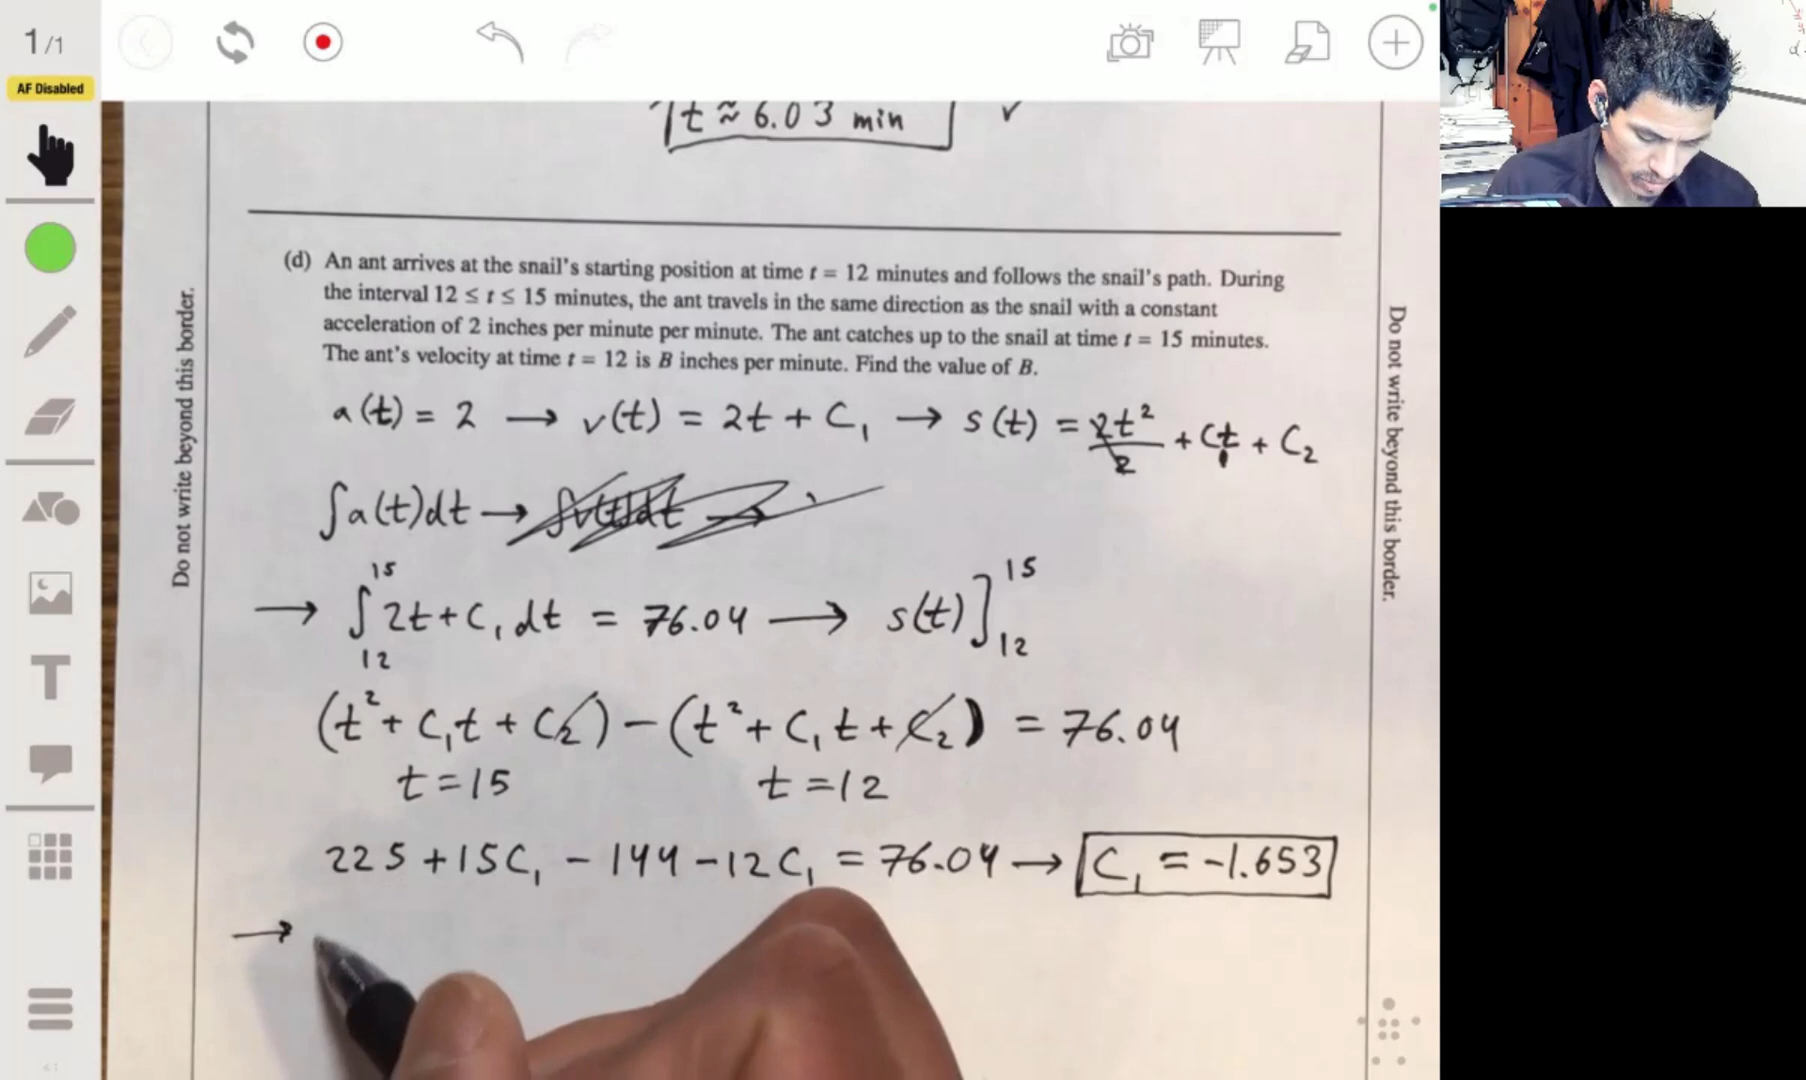 1/1
AF Disabled
t ≈ 6.03 min ✓
(d) An ant arrives at the snail's starting position at time t = 12 minutes and follows the snail's path. During
the interval 12 ≤ t ≤ 15 minutes, the ant travels in the same direction as the snail with a constant
acceleration of 2 inches per minute per minute. The ant catches up to the snail at time t = 15 minutes.
The ant's velocity at time t = 12 is B inches per minute. Find the value of B.
a(t) = 2 → v(t) = 2t + C₁ → s(t) = 2t²/2 + C₁t + C₂
∫a(t)dt → ∫v(t)dt →
→ ∫₁₂¹⁵ 2t + C₁ dt = 76.04 → s(t)]₁₂¹⁵
(t² + C₁t + C₂) − (t² + C₁t + C₂) = 76.04
t = 15 t = 12
225 + 15C₁ − 144 − 12C₁ = 76.04 → C₁ = −1.653
→
Do not write beyond this border.
Do not write beyond this border.
T